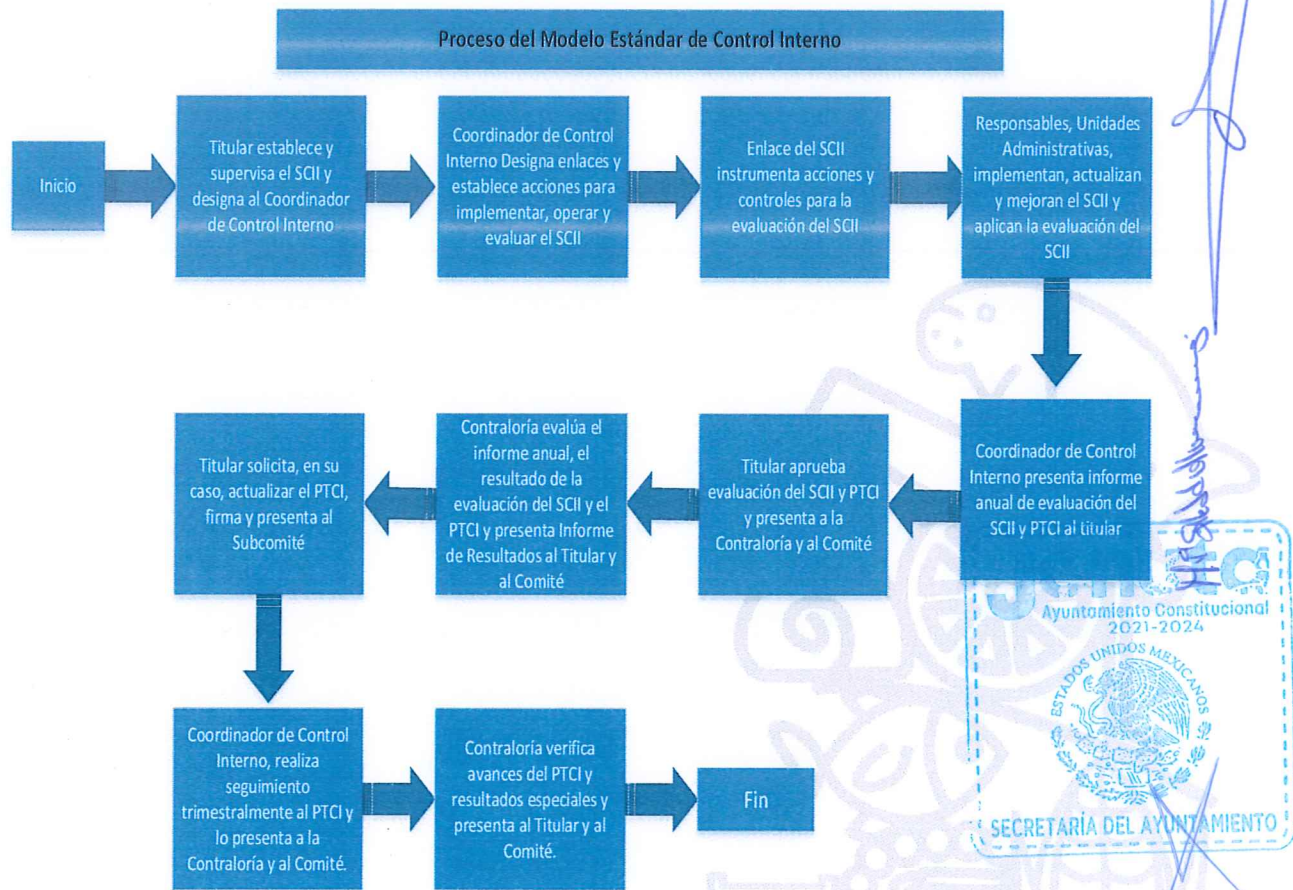 Proceso del Modelo Estándar de Control Interno
Inicio
Titular establece y
supervisa el SCII y
designa al Coordinador
de Control Interno
Coordinador de Control
Interno Designa enlaces y
establece acciones para
implementar, operar y
evaluar el SCII
Enlace del SCII
instrumenta acciones y
controles para la
evaluación del SCII
Responsables, Unidades
Administrativas,
implementan, actualizan
y mejoran el SCII y
aplican la evaluación del
SCII
Coordinador de Control
Interno presenta informe
anual de evaluación del
SCII y PTCI al titular
Titular aprueba
evaluación del SCII y PTCI
y presenta a la
Contraloría y al Comité
Contraloría evalúa el
informe anual, el
resultado de la
evaluación del SCII y el
PTCI y presenta Informe
de Resultados al Titular y
al Comité
Titular solicita, en su
caso, actualizar el PTCI,
firma y presenta al
Subcomité
Coordinador de Control
Interno, realiza
seguimiento
trimestralmente al PTCI y
lo presenta a la
Contraloría y al Comité.
Contraloría verifica
avances del PTCI y
resultados especiales y
presenta al Titular y al
Comité.
Fin
Ayuntamiento Constitucional
2021-2024
ESTADOS UNIDOS MEXICANOS
SECRETARÍA DEL AYUNTAMIENTO